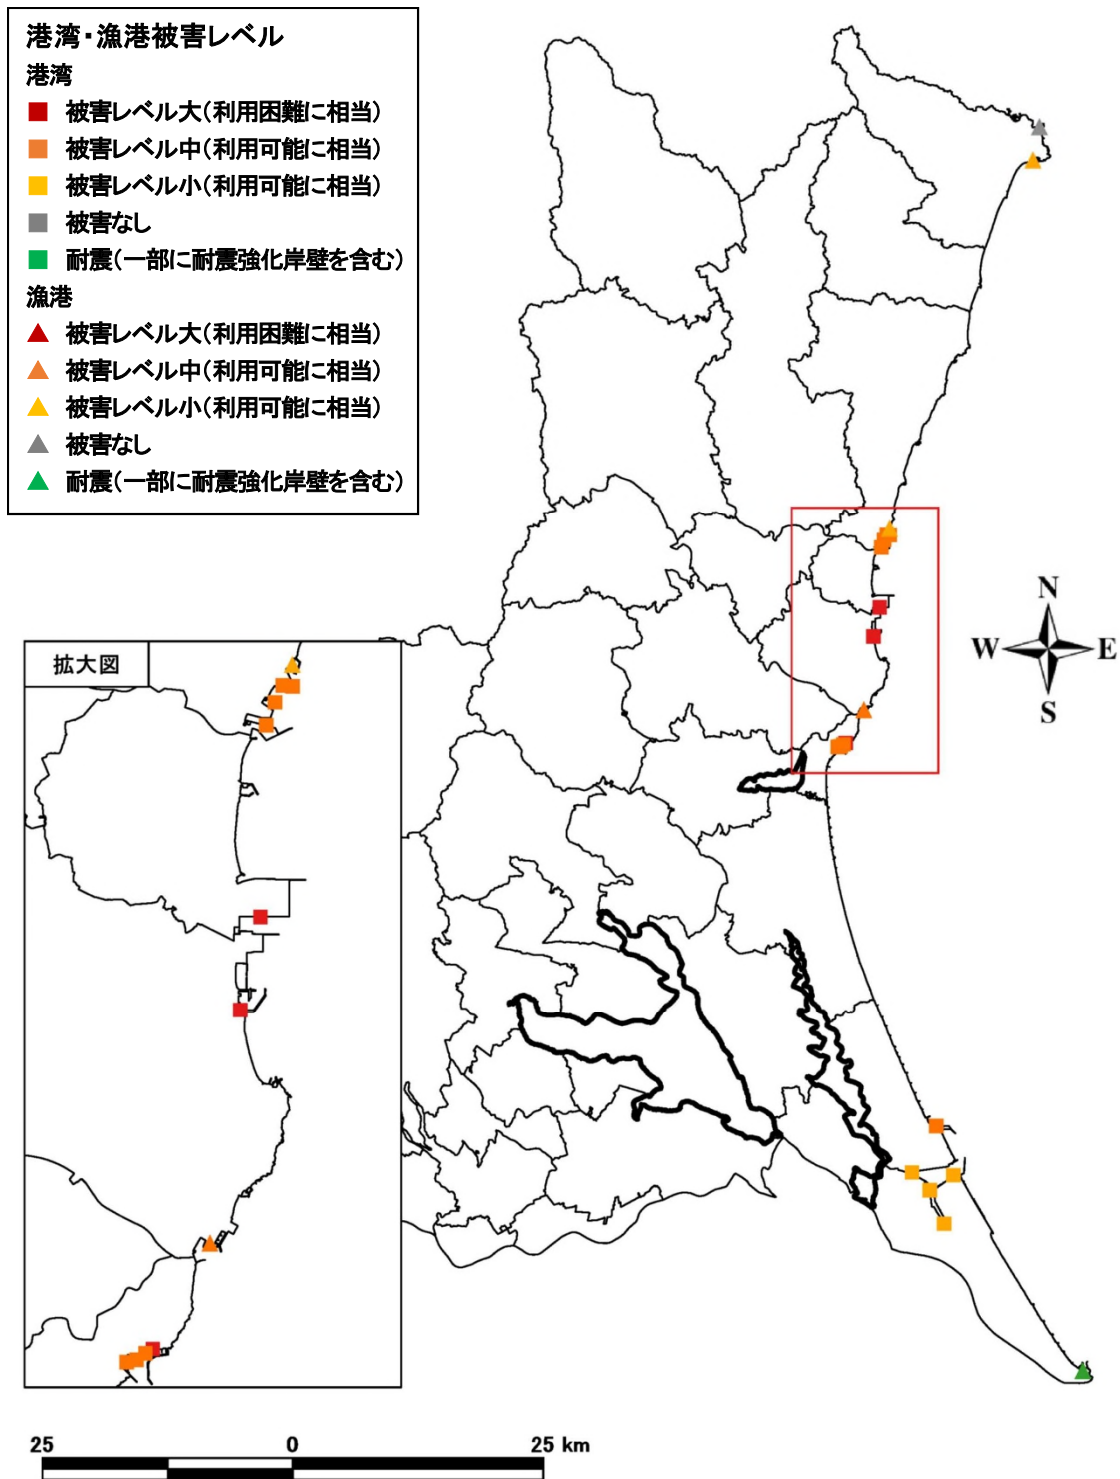 港湾・漁港被害レベル
港湾
被害レベル大(利用困難に相当)
被害レベル中(利用可能に相当)
被害レベル小(利用可能に相当)
被害なし
耐震(一部に耐震強化岸壁を含む)
漁港
被害レベル大(利用困難に相当)
被害レベル中(利用可能に相当)
被害レベル小(利用可能に相当)
被害なし
耐震(一部に耐震強化岸壁を含む)
N
W
E
S
拡大図
25 0 25 km